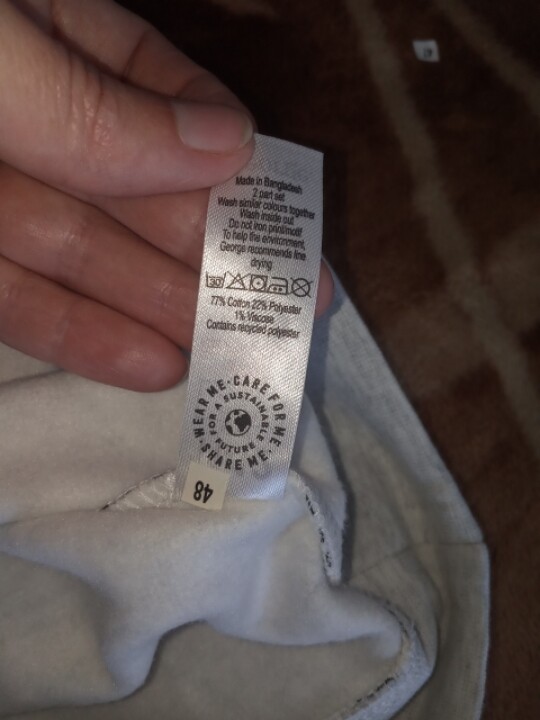 Made in Bangladesh
2 part set
Wash similar colours together
Wash inside out
Do not iron print/motif
To help the environment,
George recommends line
drying
30
77% Cotton 22% Polyester
1% Viscose
Contains recycled polyester
WEAR ME · CARE FOR ME · SHARE ME ·
FOR A SUSTAINABLE FUTURE
48